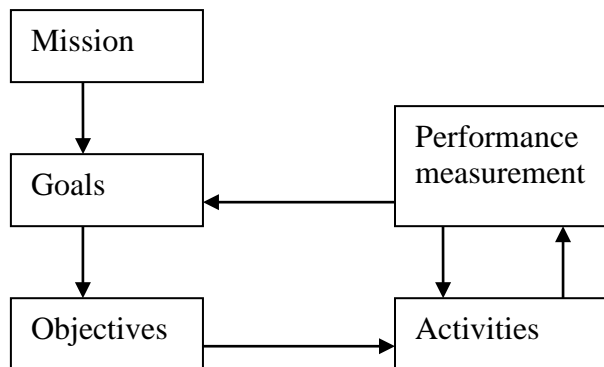 Mission
Performance
measurement
Goals
Objectives
Activities